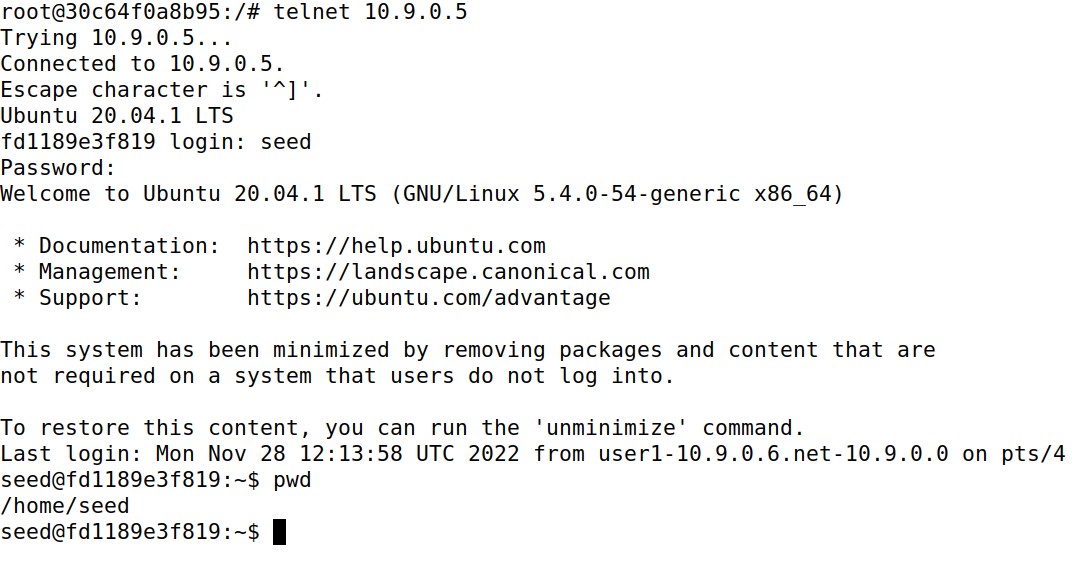 root@30c64f0a8b95:/# telnet 10.9.0.5
Trying 10.9.0.5...
Connected to 10.9.0.5.
Escape character is '^]'.
Ubuntu 20.04.1 LTS
fd1189e3f819 login: seed
Password:
Welcome to Ubuntu 20.04.1 LTS (GNU/Linux 5.4.0-54-generic x86_64)

 * Documentation:  https://help.ubuntu.com
 * Management:     https://landscape.canonical.com
 * Support:        https://ubuntu.com/advantage

This system has been minimized by removing packages and content that are
not required on a system that users do not log into.

To restore this content, you can run the 'unminimize' command.
Last login: Mon Nov 28 12:13:58 UTC 2022 from user1-10.9.0.6.net-10.9.0.0 on pts/4
seed@fd1189e3f819:~$ pwd
/home/seed
seed@fd1189e3f819:~$